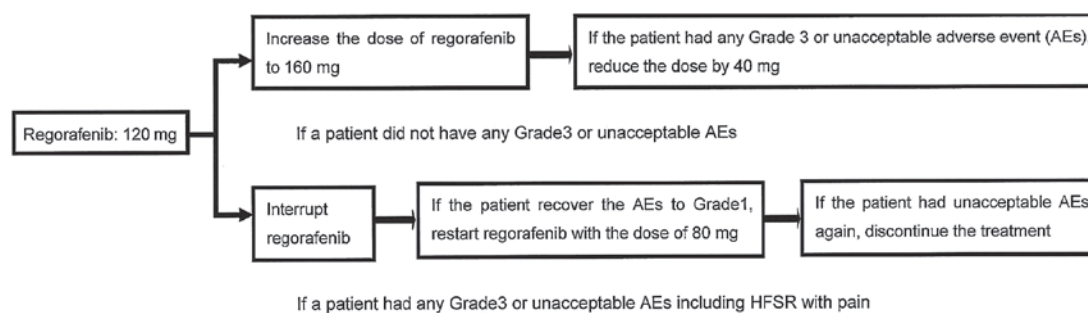 Increase the dose of regorafenib
to 160 mg
If the patient had any Grade 3 or unacceptable adverse event (AEs),
reduce the dose by 40 mg
Regorafenib: 120 mg
If a patient did not have any Grade3 or unacceptable AEs
Interrupt
regorafenib
If the patient recover the AEs to Grade1,
restart regorafenib with the dose of 80 mg
If the patient had unacceptable AEs
again, discontinue the treatment
If a patient had any Grade3 or unacceptable AEs including HFSR with pain